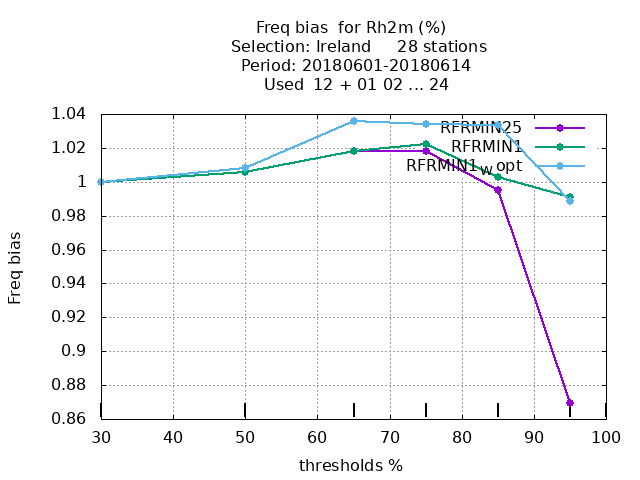 Freq bias  for Rh2m (%)
Selection: Ireland     28 stations
Period: 20180601-20180614
Used  12 + 01 02 ... 24
RFRMIN25
RFRMIN1
RFRMIN1w opt
1.04
1.02
1
0.98
0.96
0.94
0.92
0.9
0.88
0.86
Freq bias
30 40 50 60 70 80 90 100
thresholds %